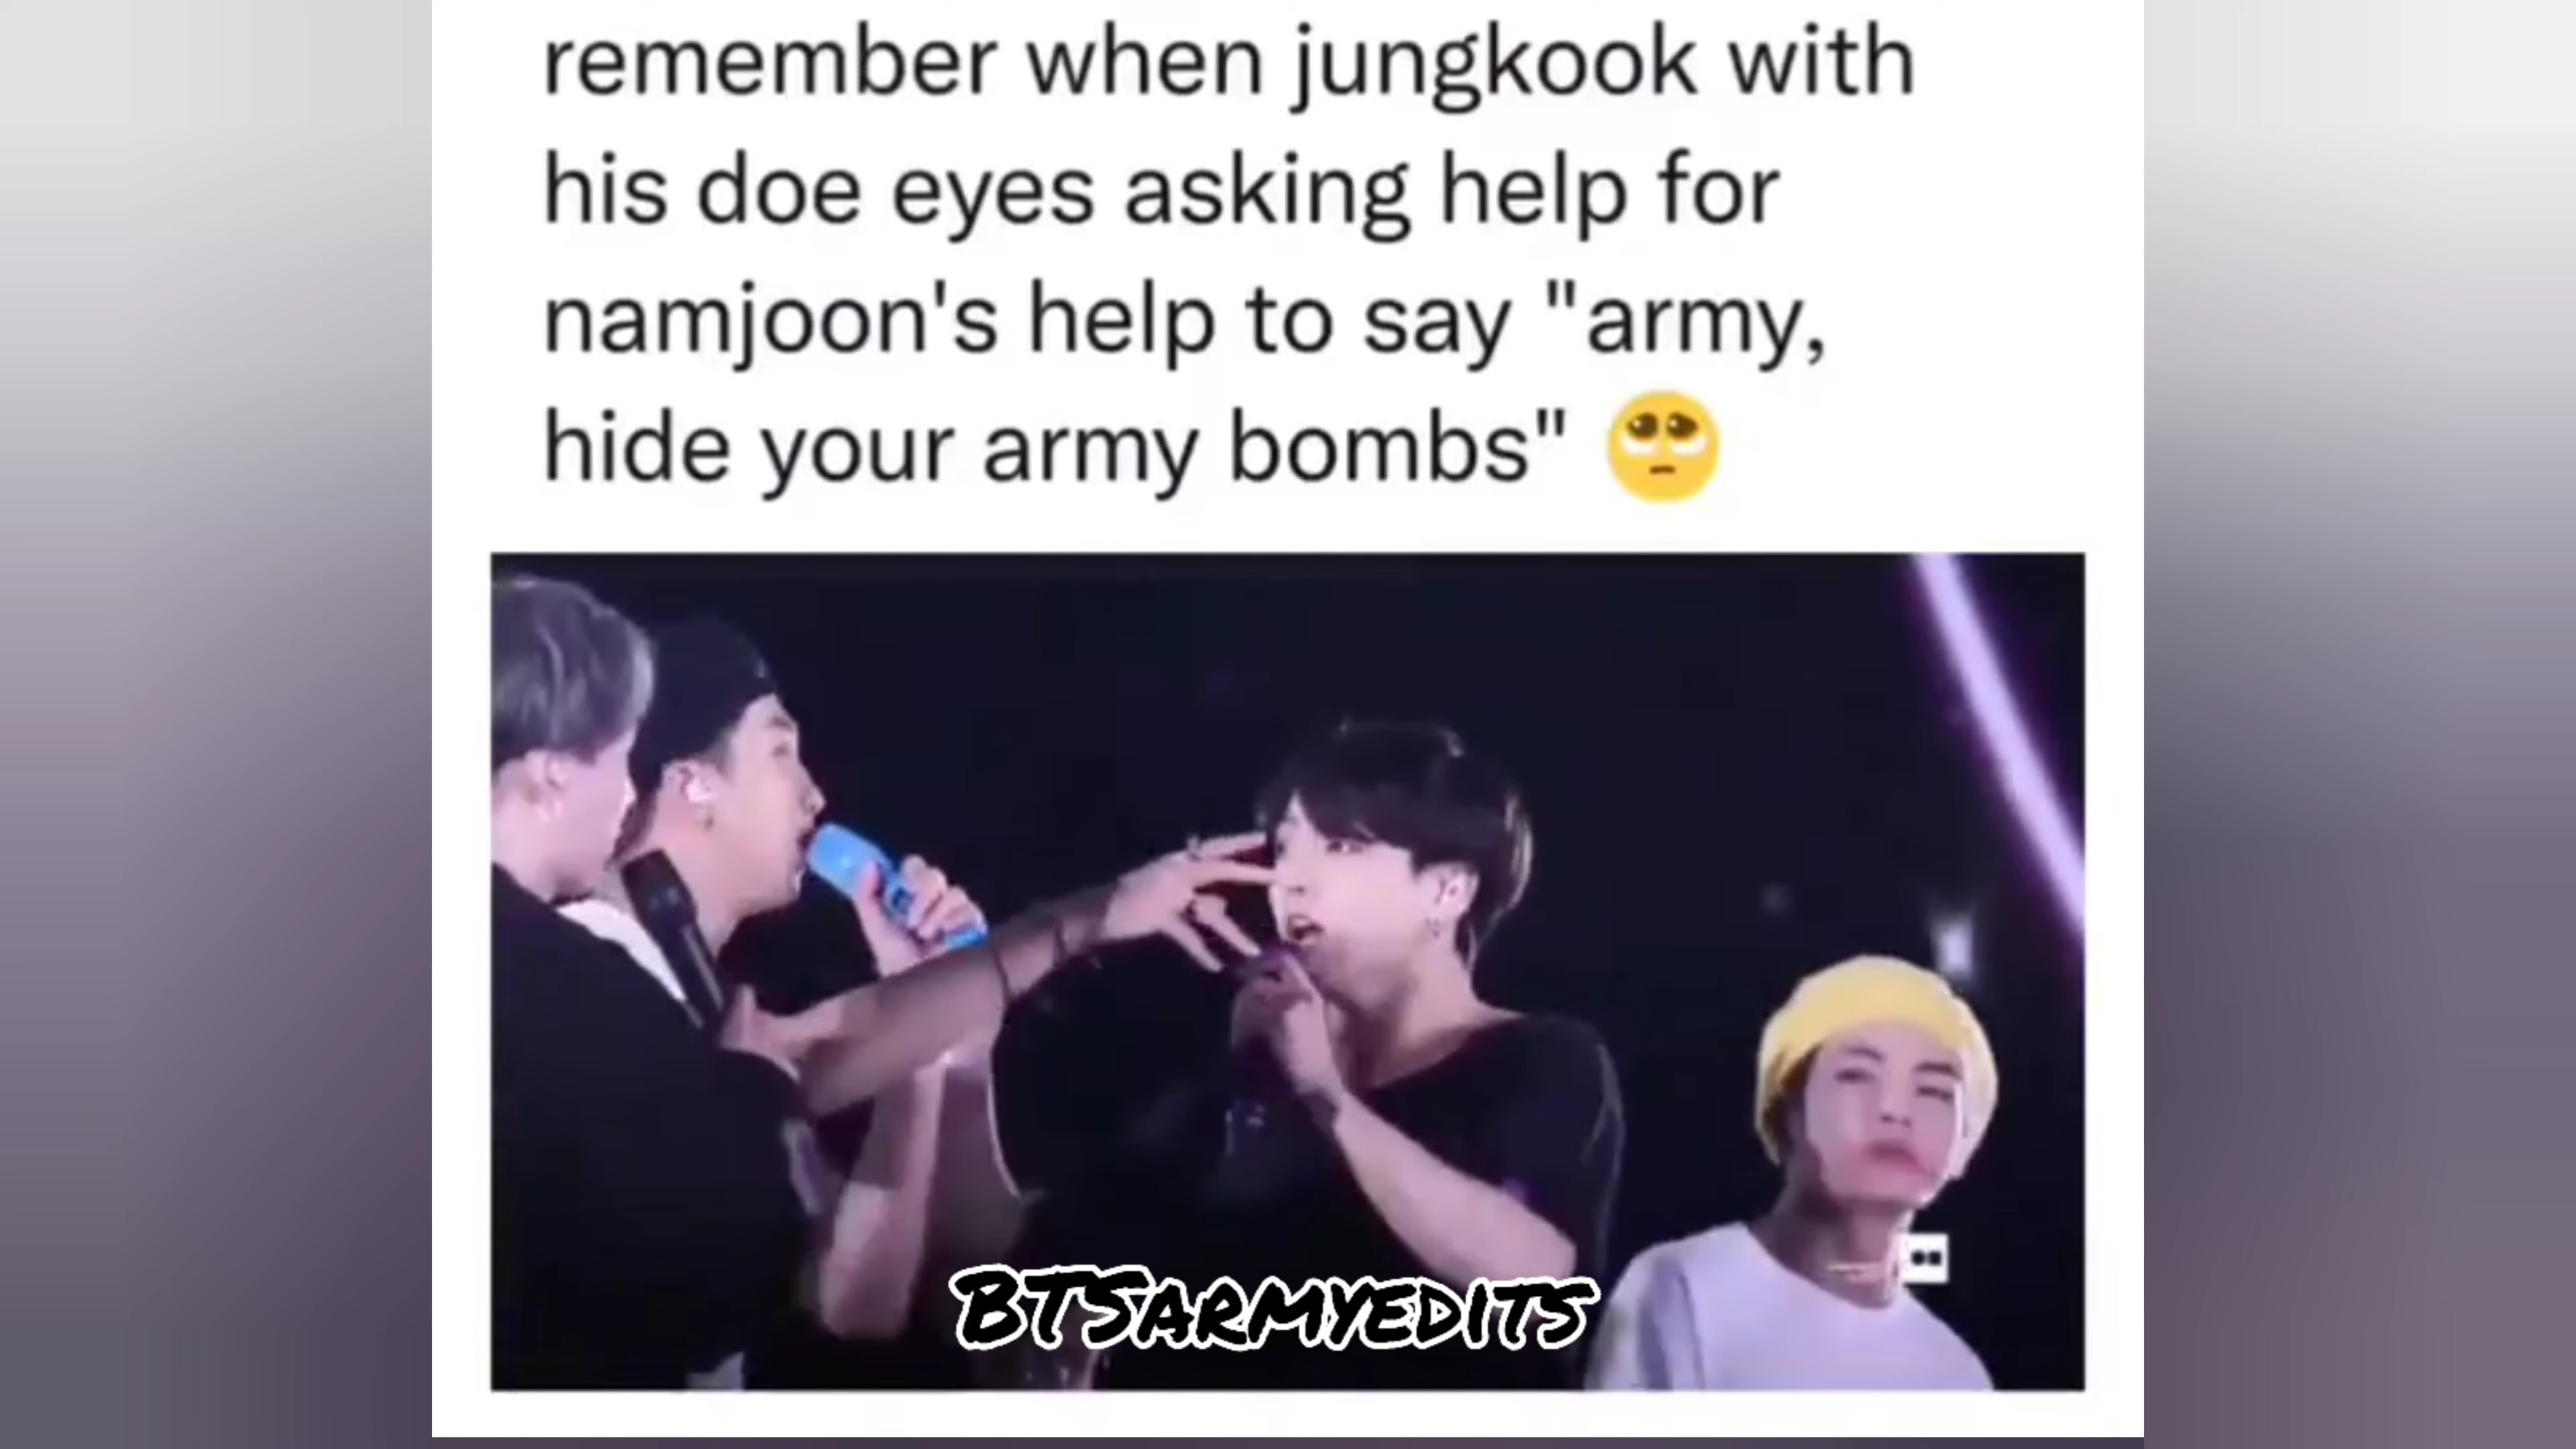 remember when jungkook with
his doe eyes asking help for
namjoon's help to say "army,
hide your army bombs" 🥺
BTSARMYEDITS